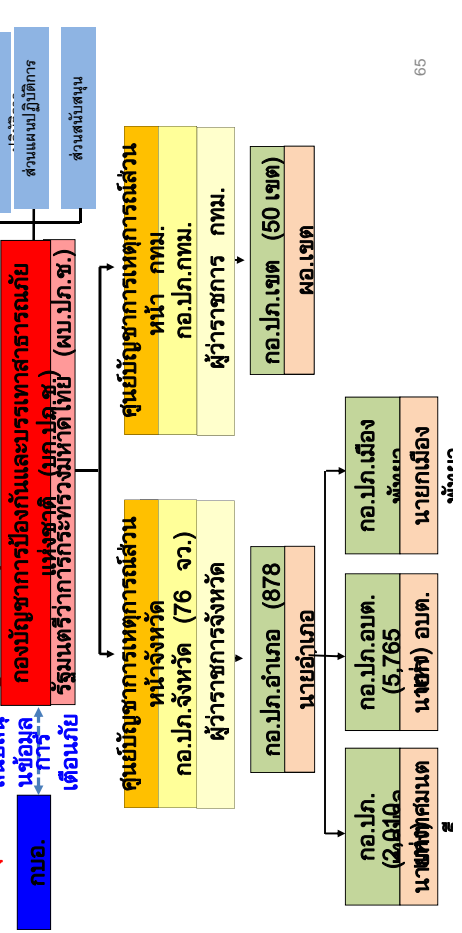 ส่วนแผนปฏิบัติการ
ส่วนสนับสนุน
กองบัญชาการป้องกันและบรรเทาสาธารณภัย
แห่งชาติ (บก.ปภ.ช.)
รัฐมนตรีว่าการกระทรวงมหาดไทย (ผบ.ปภ.ช.)
นข้อมูล
การ
เตือนภัย
กบอ.
ศูนย์บัญชาการเหตุการณ์ส่วน
หน้า กทม.
กอ.ปภ.กทม.
ผู้ว่าราชการ กทม.
กอ.ปภ.เขต (50 เขต)
ผอ.เขต
ศูนย์บัญชาการเหตุการณ์ส่วน
หน้าจังหวัด
กอ.ปภ.จังหวัด (76 จว.)
ผู้ว่าราชการจังหวัด
กอ.ปภ.อำเภอ (878
นายอำเภอ
กอ.ปภ.เมือง
พัทยา
นายกเมือง
พัทยา
กอ.ปภ.อบต.
(5,765
อบต.
กอ.ปภ.
(2,010
65